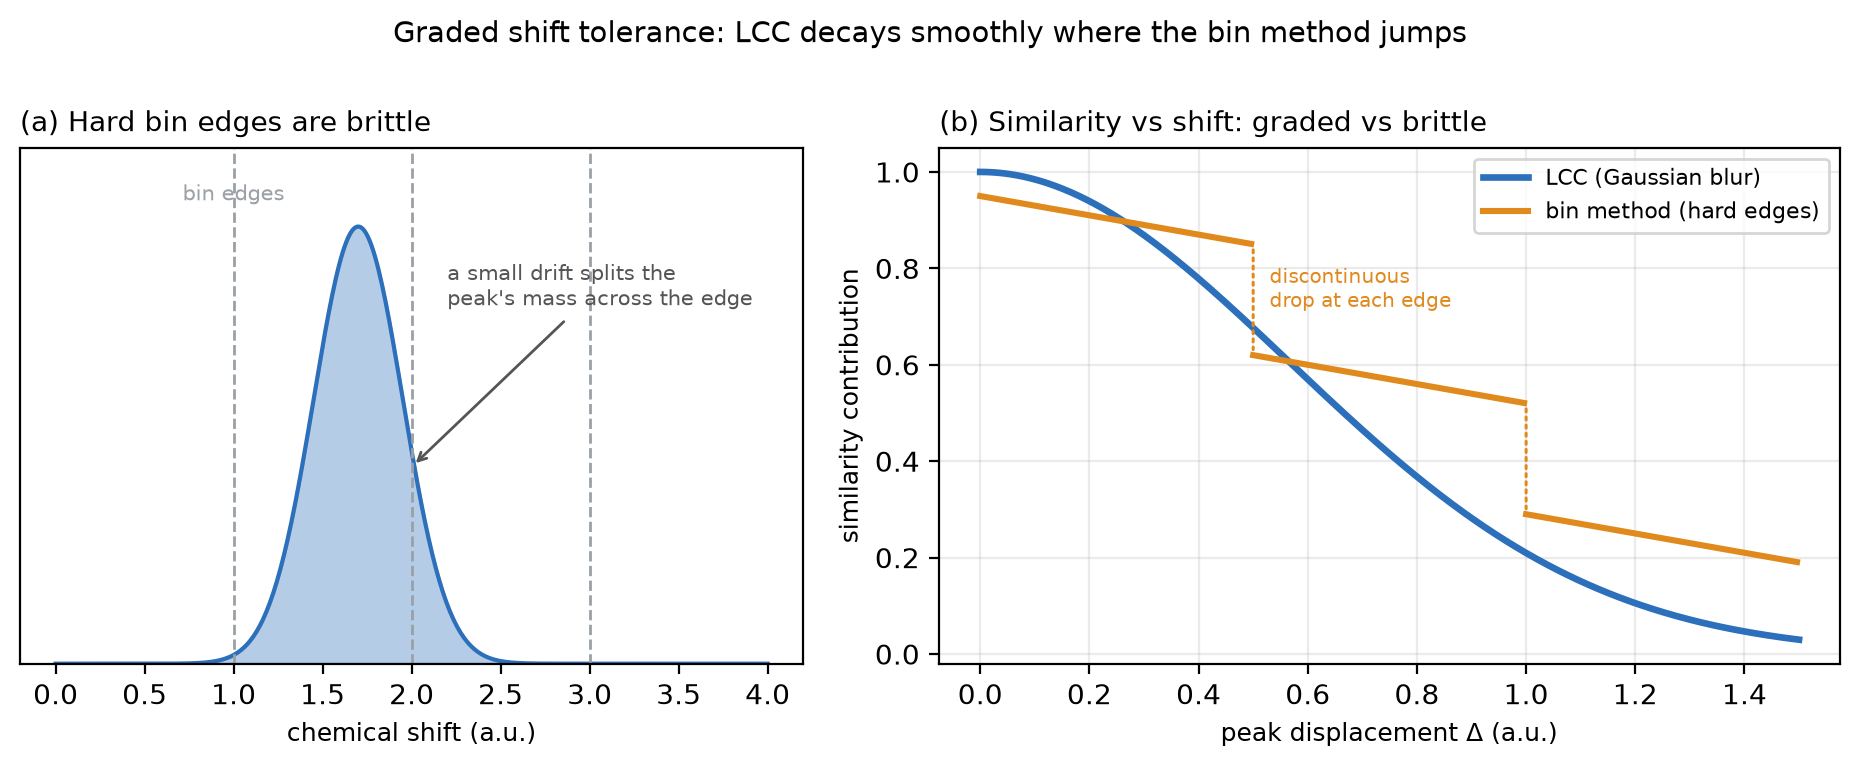 Graded shift tolerance: LCC decays smoothly where the bin method jumps
(a) Hard bin edges are brittle
bin edges
a small drift splits the
peak's mass across the edge
0.0 0.5 1.0 1.5 2.0 2.5 3.0 3.5 4.0
chemical shift (a.u.)
(b) Similarity vs shift: graded vs brittle
LCC (Gaussian blur)
bin method (hard edges)
discontinuous
drop at each edge
similarity contribution
1.0
0.8
0.6
0.4
0.2
0.0
0.0 0.2 0.4 0.6 0.8 1.0 1.2 1.4
peak displacement Δ (a.u.)